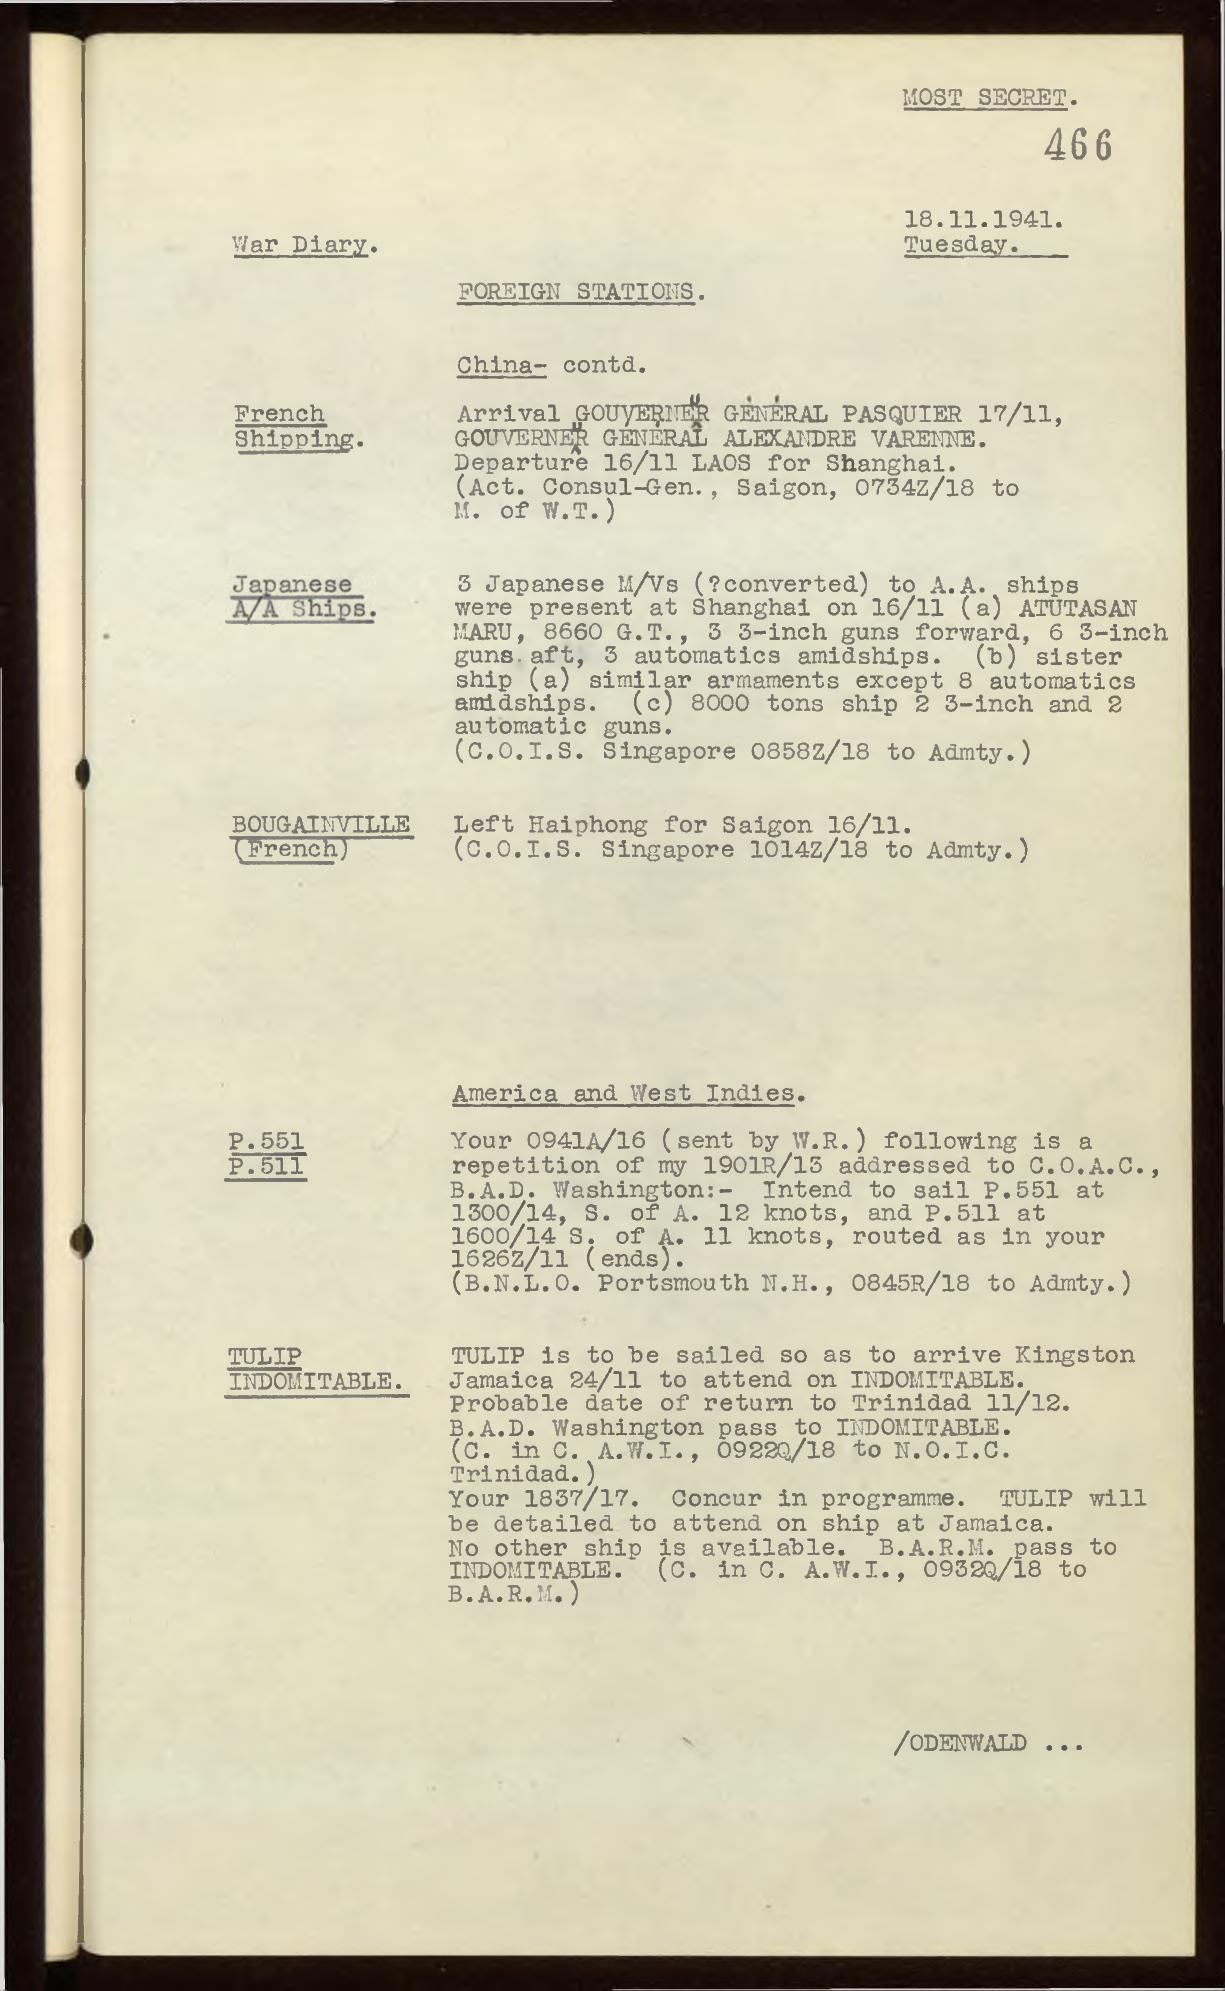 MOST SECRET.
466
18.11.1941.
War Diary.
Tuesday.
FOREIGN STATIONS.
China- contd.
French
Shipping.
Arrival GOUVERNEUR GÉNÉRAL PASQUIER 17/11,
GOUVERNEUR GENERAL ALEXANDRE VARENNE.
Departure 16/11 LAOS for Shanghai.
(Act. Consul-Gen., Saigon, 0734Z/18 to
M. of W.T.)
Japanese
A/A Ships.
3 Japanese M/Vs (?converted) to A.A. ships
were present at Shanghai on 16/11 (a) ATUTASAN
MARU, 8660 G.T., 3 3-inch guns forward, 6 3-inch
guns aft, 3 automatics amidships. (b) sister
ship (a) similar armaments except 8 automatics
amidships. (c) 8000 tons ship 2 3-inch and 2
automatic guns.
(C.O.I.S. Singapore 0858Z/18 to Admty.)
BOUGAINVILLE
(French)
Left Haiphong for Saigon 16/11.
(C.O.I.S. Singapore 1014Z/18 to Admty.)
America and West Indies.
P.551
P.511
Your 0941A/16 (sent by W.R.) following is a
repetition of my 1901R/13 addressed to C.O.A.C.,
B.A.D. Washington:- Intend to sail P.551 at
1300/14, S. of A. 12 knots, and P.511 at
1600/14 S. of A. 11 knots, routed as in your
1626Z/11 (ends).
(B.N.L.O. Portsmouth N.H., 0845R/18 to Admty.)
TULIP
INDOMITABLE.
TULIP is to be sailed so as to arrive Kingston
Jamaica 24/11 to attend on INDOMITABLE.
Probable date of return to Trinidad 11/12.
B.A.D. Washington pass to INDOMITABLE.
(C. in C. A.W.I., 0922Q/18 to N.O.I.C.
Trinidad.)
Your 1837/17. Concur in programme. TULIP will
be detailed to attend on ship at Jamaica.
No other ship is available. B.A.R.M. pass to
INDOMITABLE. (C. in C. A.W.I., 0932Q/18 to
B.A.R.M.)
/ODENWALD ...